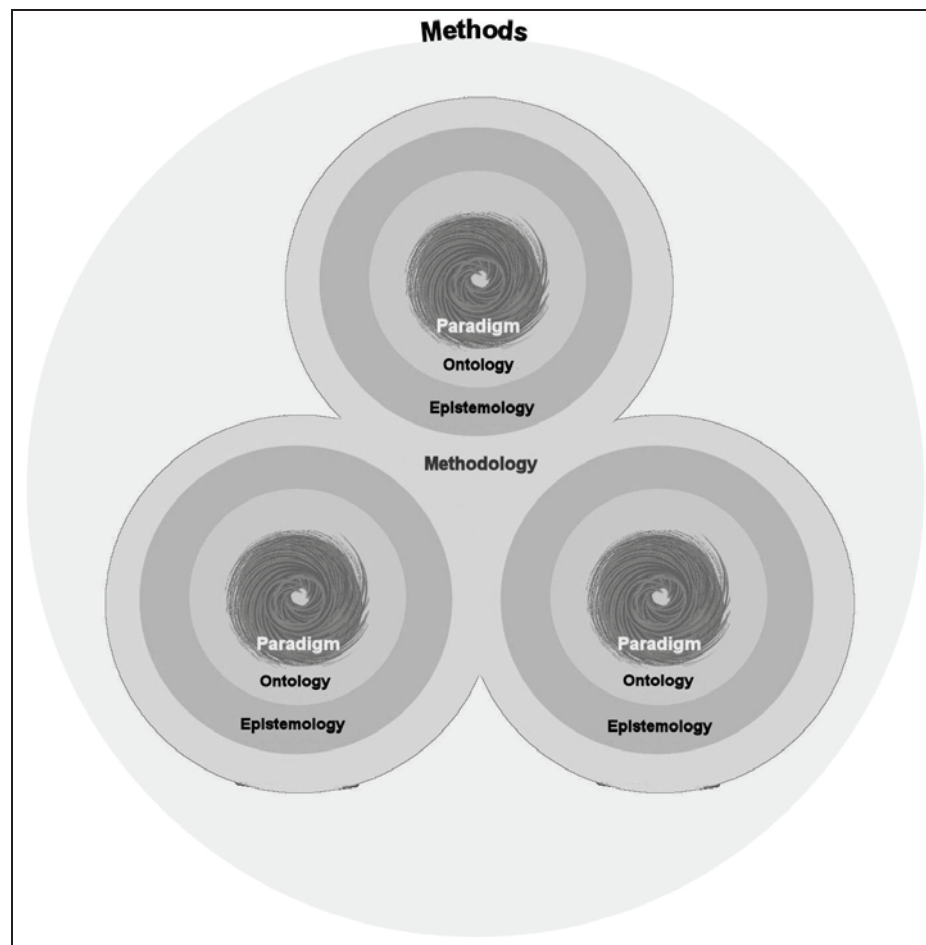 Methods
Paradigm
Ontology
Epistemology
Methodology
Paradigm
Ontology
Epistemology
Paradigm
Ontology
Epistemology